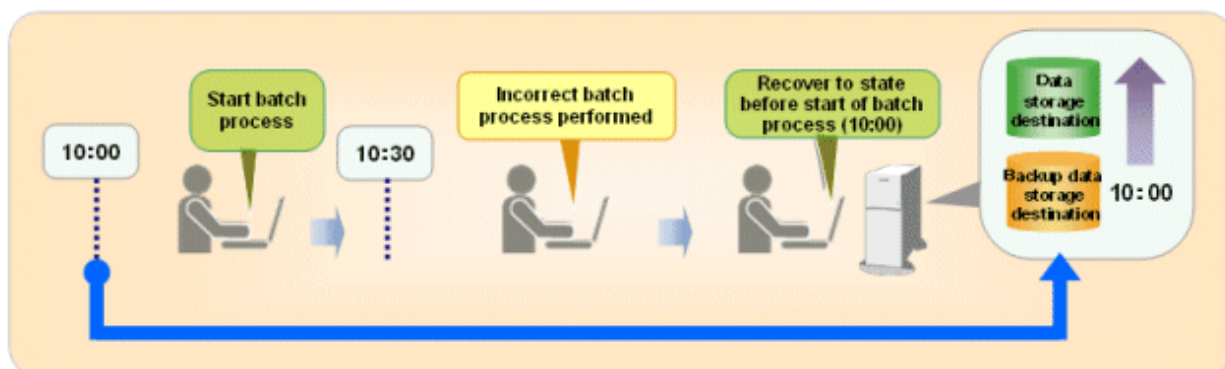 10:00
Start batch
process
10:30
Incorrect batch
process performed
Recover to state
before start of batch
process (10:00)
Data
storage
destination
Backup data
storage
destination
10:00